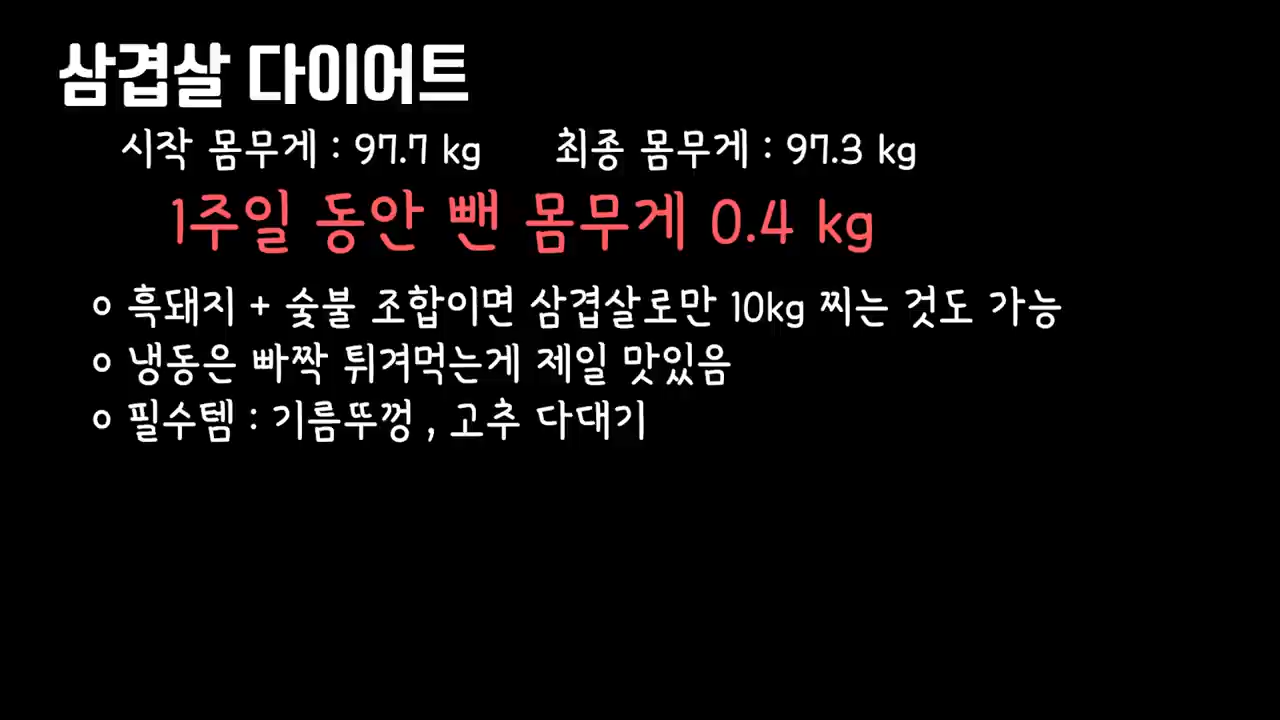 삼겹살 다이어트
시작 몸무게 : 97.7 kg 최종 몸무게 : 97.3 kg
1주일 동안 뺀 몸무게 0.4 kg
o 흑돼지 + 숯불 조합이면 삼겹살로만 10kg 찌는 것도 가능
o 냉동은 빠짝 튀겨먹는게 제일 맛있음
o 필수템 : 기름뚜껑 , 고추 다대기